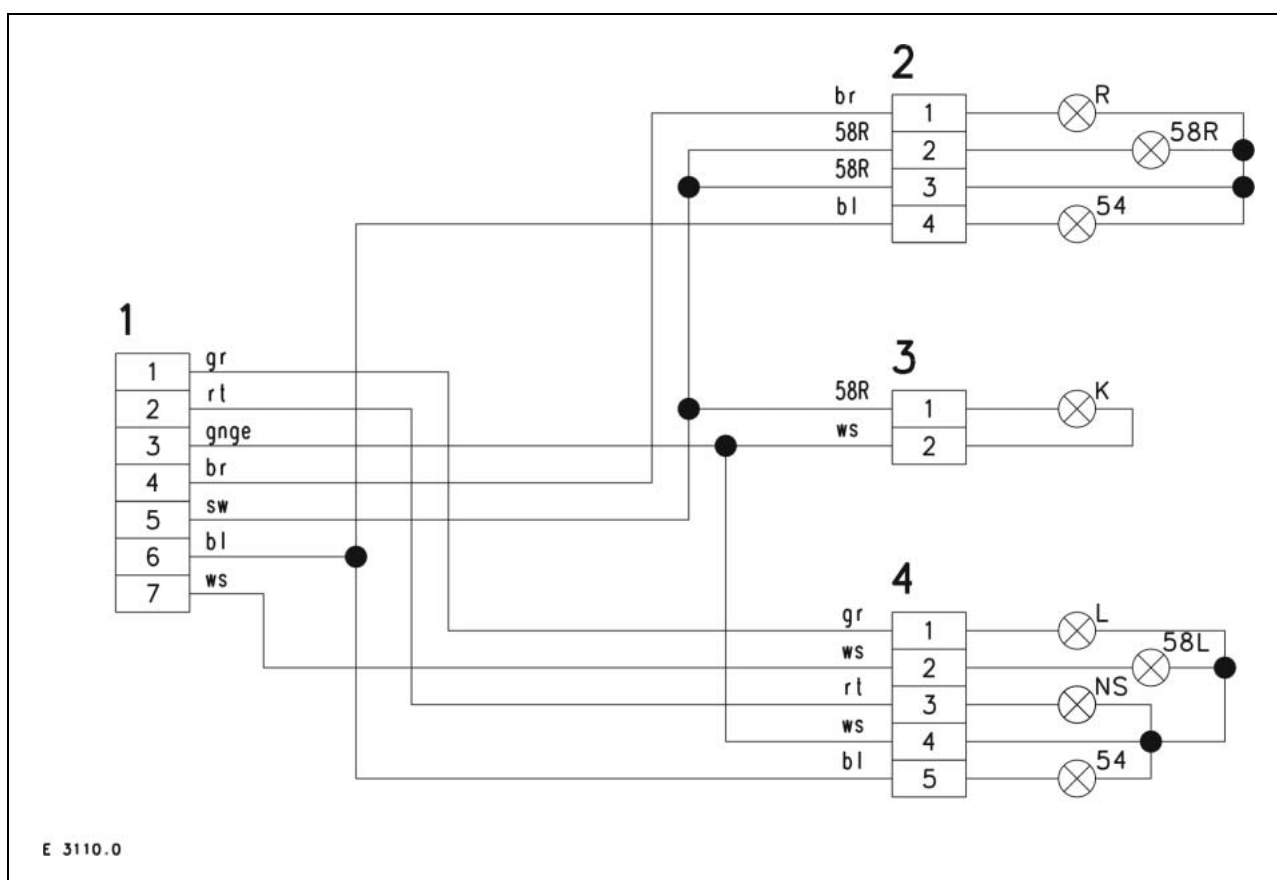 2
br 1 R
58R 2 58R
58R 3
bl 4 54
1
3
1 gr
2 rt
58R 1 K
3 gnge
ws 2
4 br
5 sw
6 bl
7 ws
4
gr 1 L
ws 2 58L
rt 3 NS
ws 4
bl 5 54
E 3110.0